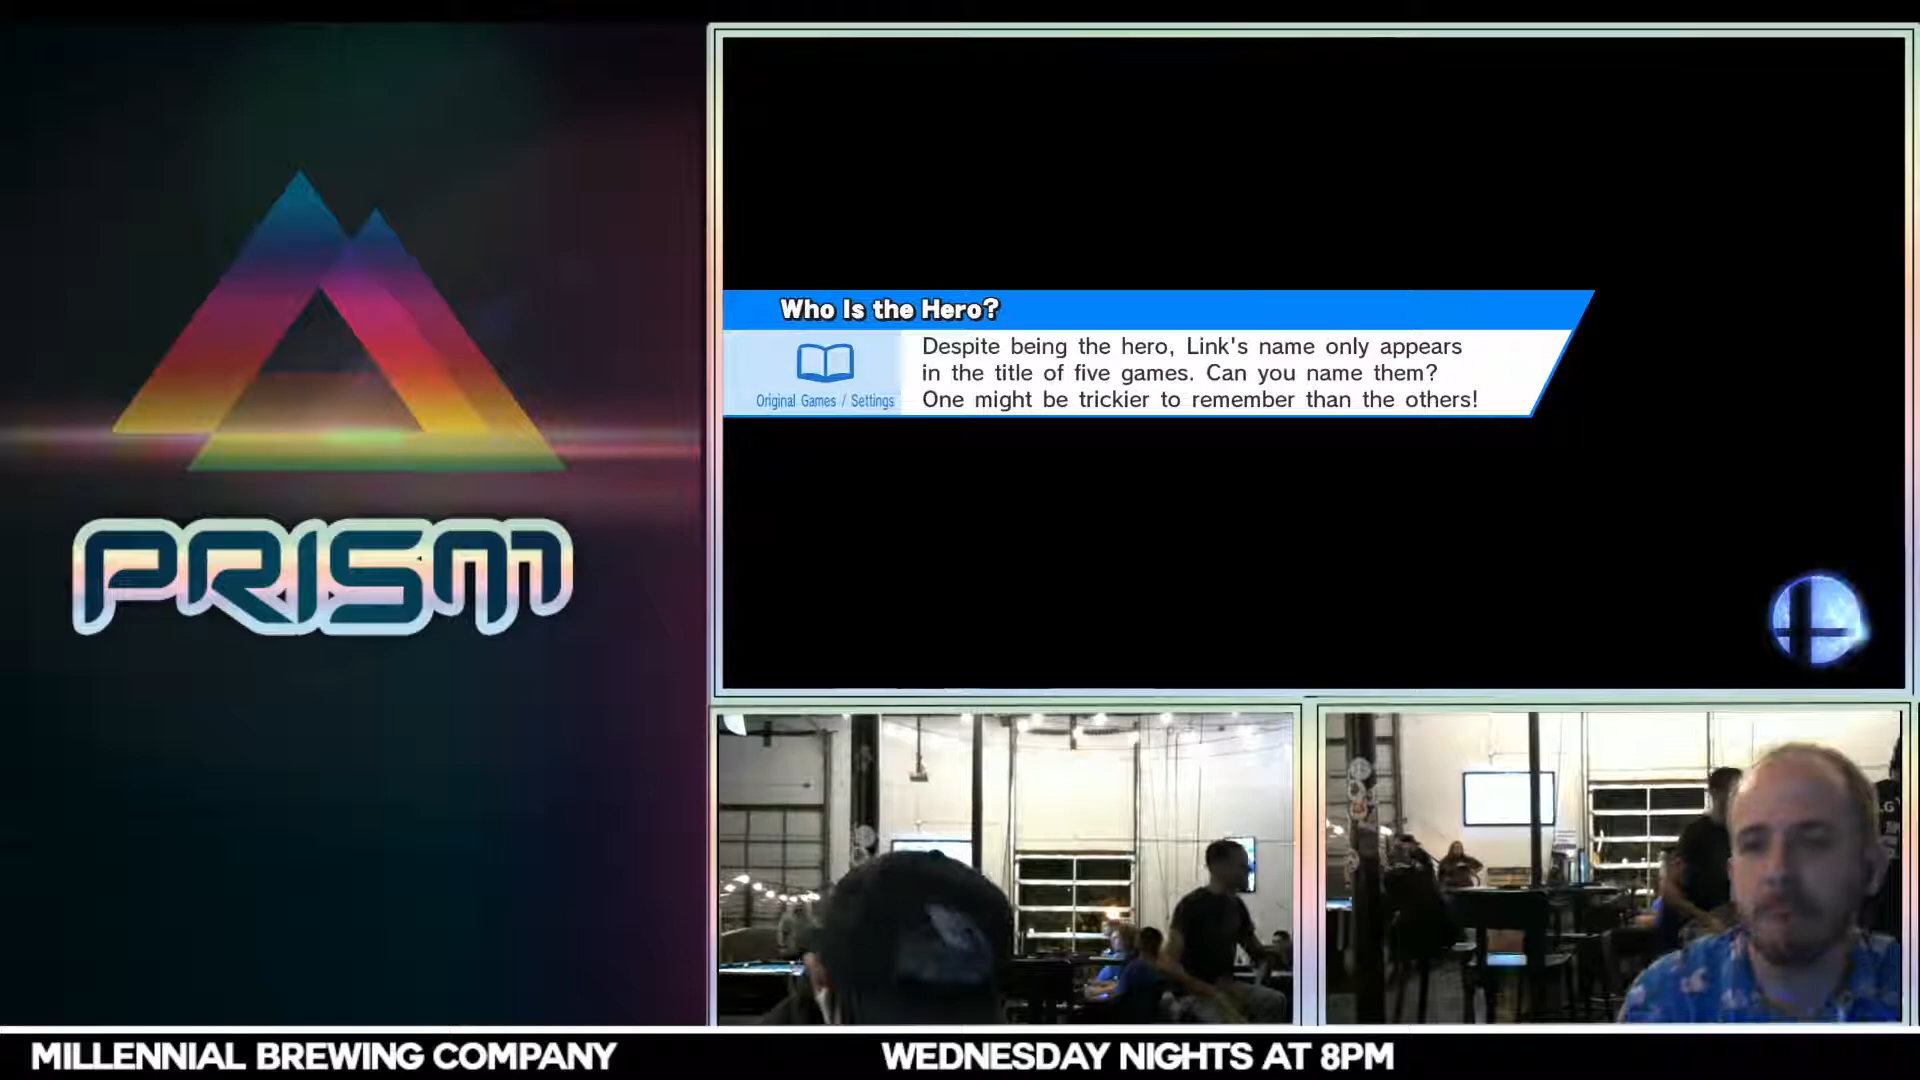 PRISM
Who Is the Hero?
Original Games / Settings
Despite being the hero, Link's name only appears
in the title of five games. Can you name them?
One might be trickier to remember than the others!
MILLENNIAL BREWING COMPANY
WEDNESDAY NIGHTS AT 8PM